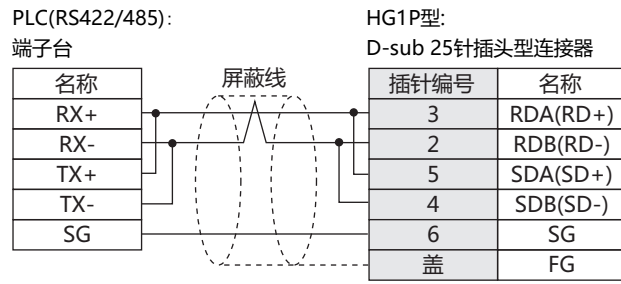 PLC(RS422/485):
端子台
HG1P型:
D-sub 25针插头型连接器
屏蔽线
名称
RX+
RX-
TX+
TX-
SG
插针编号 名称
3 RDA(RD+)
2 RDB(RD-)
5 SDA(SD+)
4 SDB(SD-)
6 SG
盖 FG